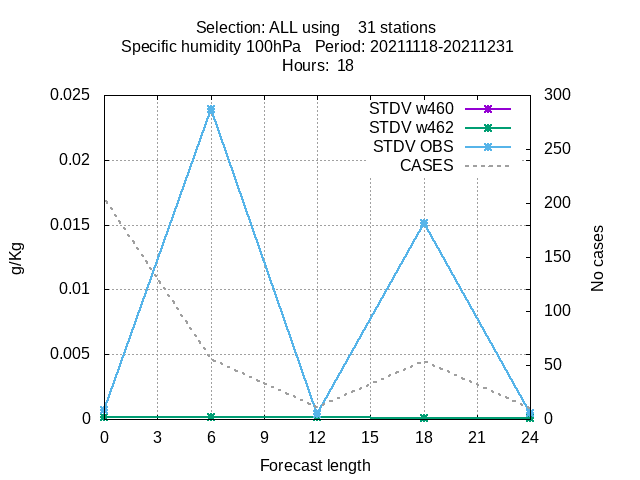 Selection: ALL using    31 stations
Specific humidity 100hPa   Period: 20211118-20211231
Hours:  18
0.025
0.02
0.015
0.01
0.005
0
g/Kg
STDV w460
STDV w462
STDV OBS
CASES
300
250
200
150
100
50
0
No cases
0 3 6 9 12 15 18 21 24
Forecast length